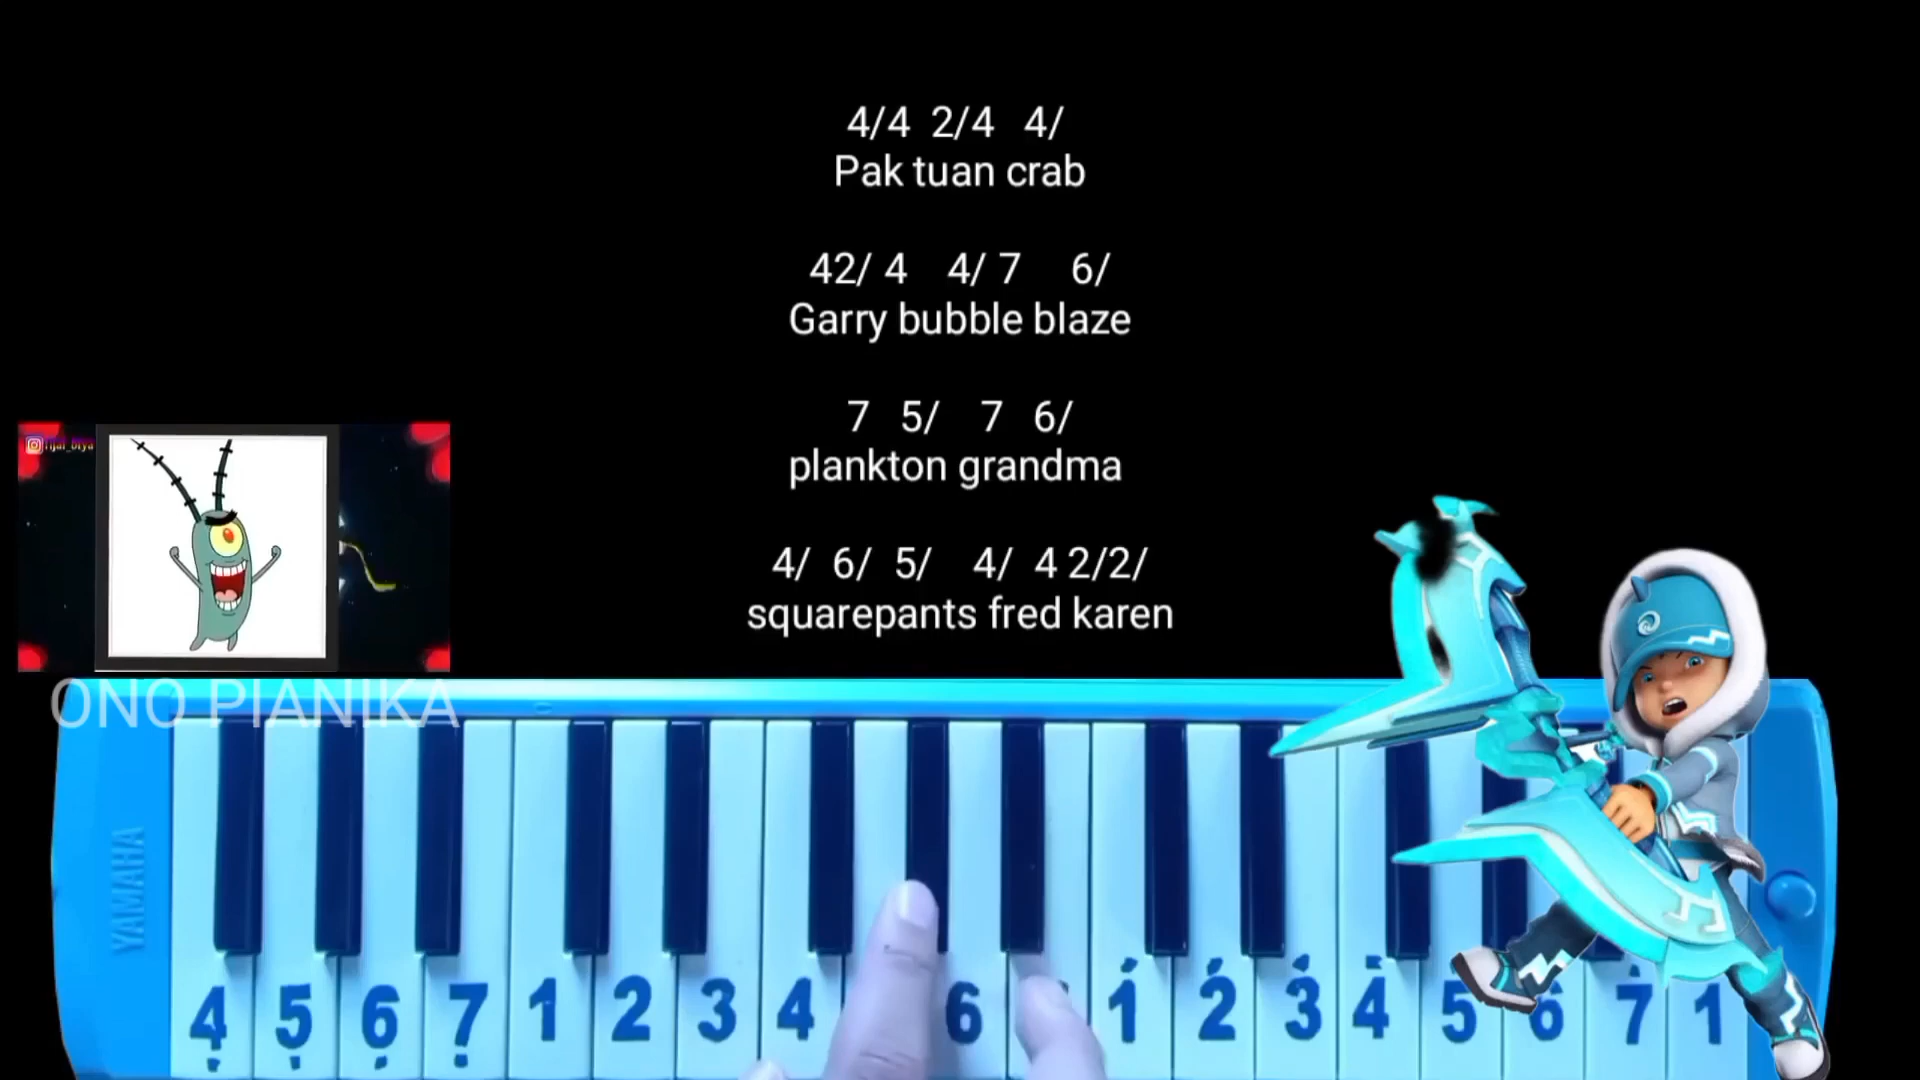 4/4 2/4 4/
Pak tuan crab
42/ 4 4/ 7 6/
Garry bubble blaze
7 5/ 7 6/
plankton grandma
4/ 6/ 5/ 4/ 4 2/2/
squarepants fred karen
ONO PIANIKA
YAMAHA
4 5 6 7 1 2 3 4 6 1 2 3 4 5 6 7 1